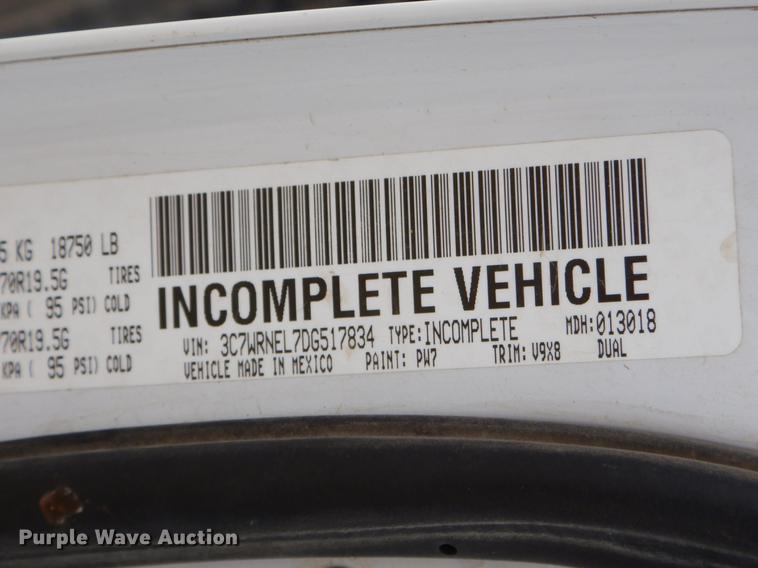 5 KG 18750 LB
70R19.5G TIRES
KPA ( 95 PSI) COLD
70R19.5G TIRES
KPA ( 95 PSI) COLD
INCOMPLETE VEHICLE
VIN: 3C7WRNEL7DG517834 TYPE:INCOMPLETE MDH:013018
VEHICLE MADE IN MEXICO PAINT: PW7 TRIM: V9X8 DUAL
Purple Wave Auction